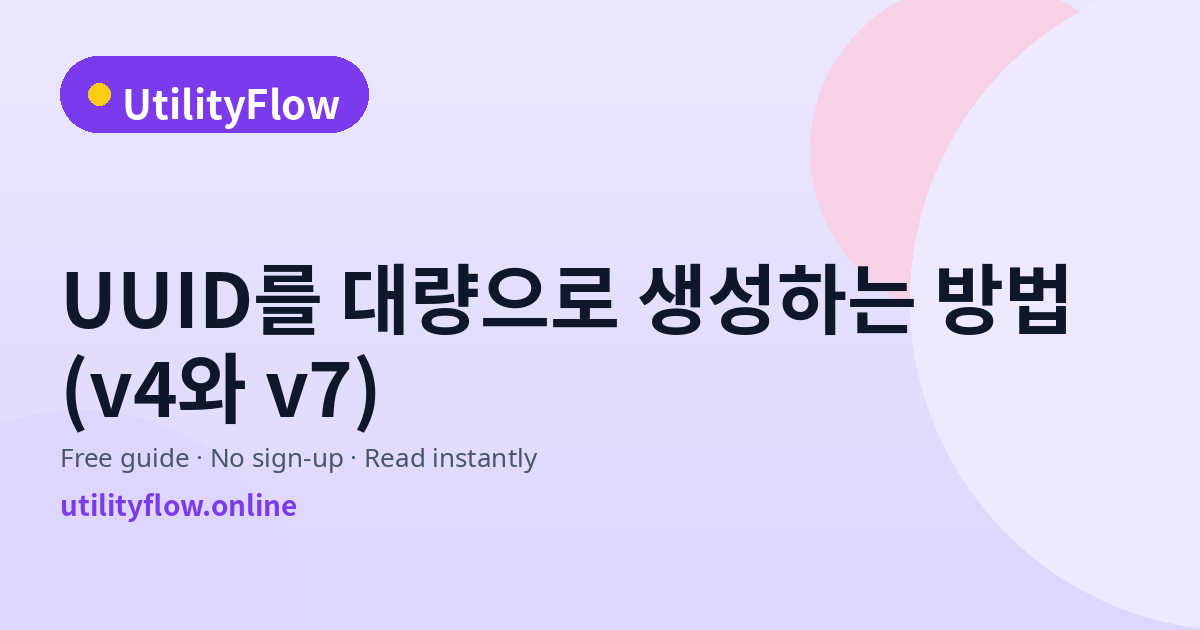 UtilityFlow
UUID를 대량으로 생성하는 방법
(v4와 v7)
Free guide · No sign-up · Read instantly
utilityflow.online